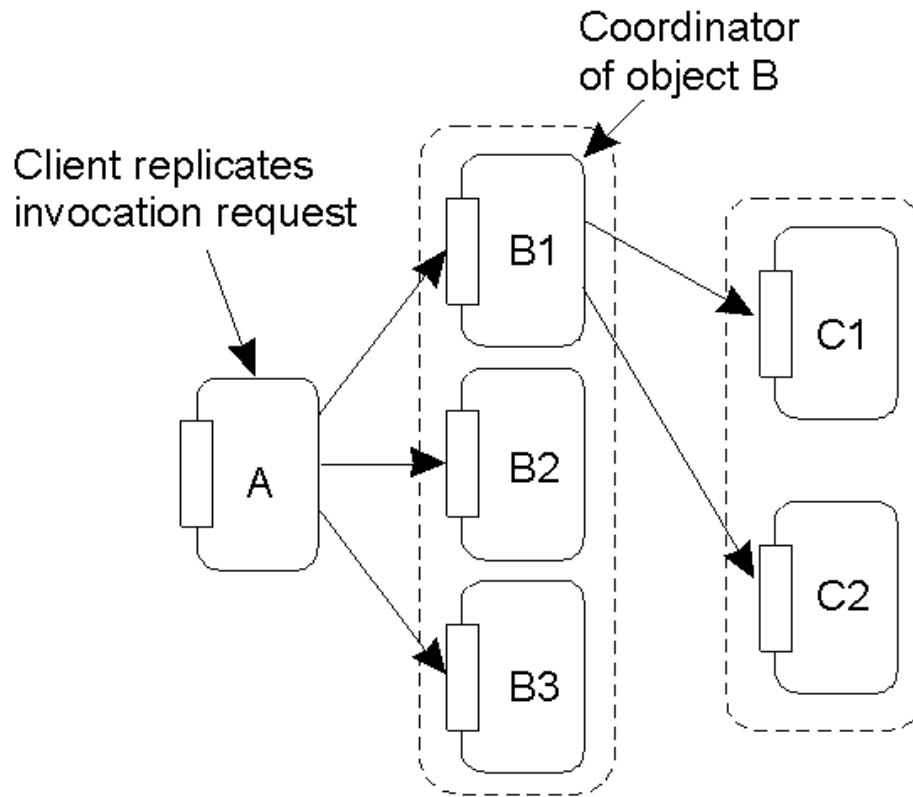 Coordinator
of object B
Client replicates
invocation request
B1
C1
A
B2
C2
B3